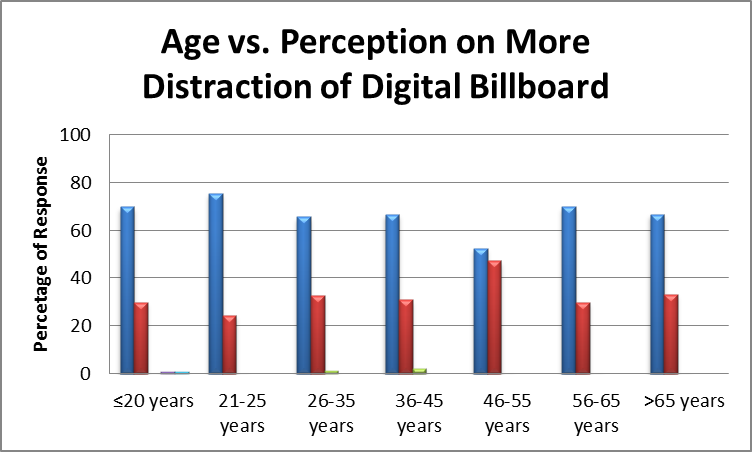 Age vs. Perception on More
Distraction of Digital Billboard
Percetage of Response
100
80
60
40
20
0
≤20 years
21-25
years
26-35
years
36-45
years
46-55
years
56-65
years
>65 years